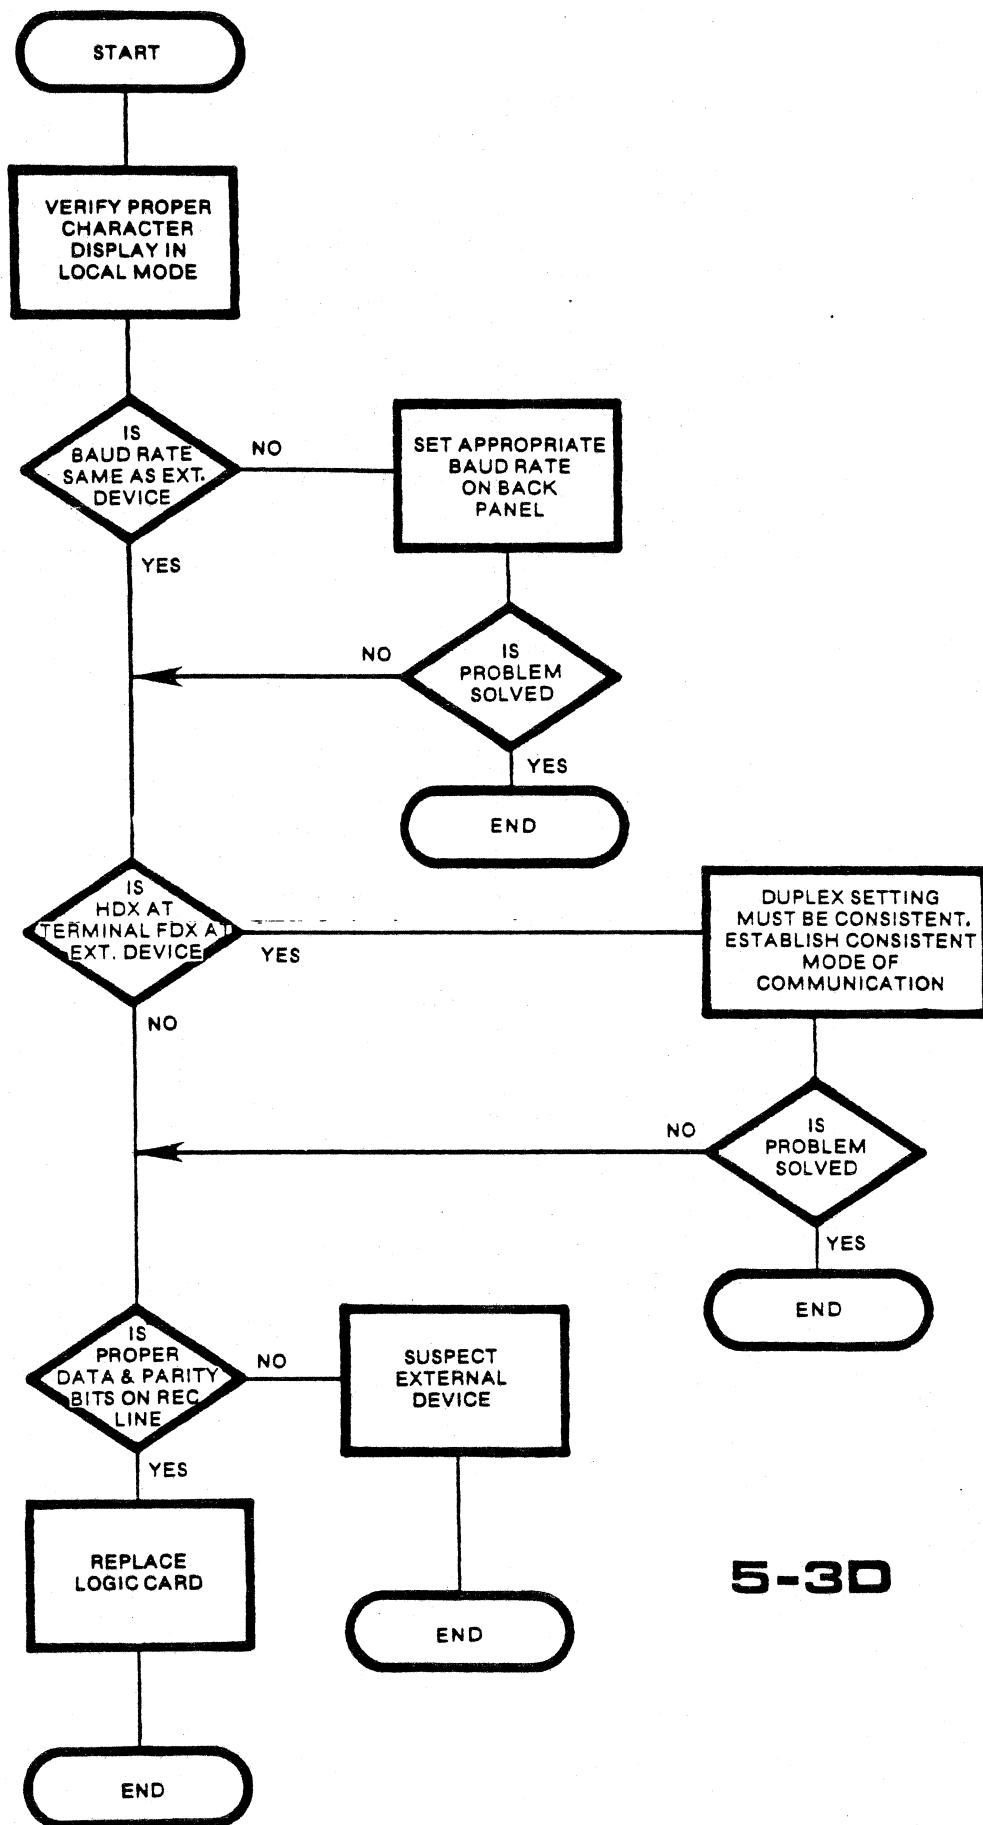 START
VERIFY PROPER
CHARACTER
DISPLAY IN
LOCAL MODE
IS
BAUD RATE
SAME AS EXT.
DEVICE
NO
SET APPROPRIATE
BAUD RATE
ON BACK
PANEL
YES
NO
IS
PROBLEM
SOLVED
YES
END
IS
HDX AT
TERMINAL FDX AT
EXT. DEVICE
YES
DUPLEX SETTING
MUST BE CONSISTENT.
ESTABLISH CONSISTENT
MODE OF
COMMUNICATION
NO
NO
IS
PROBLEM
SOLVED
YES
END
IS
PROPER
DATA & PARITY
BITS ON REC
LINE
NO
SUSPECT
EXTERNAL
DEVICE
YES
REPLACE
LOGIC CARD
5-3D
END
END